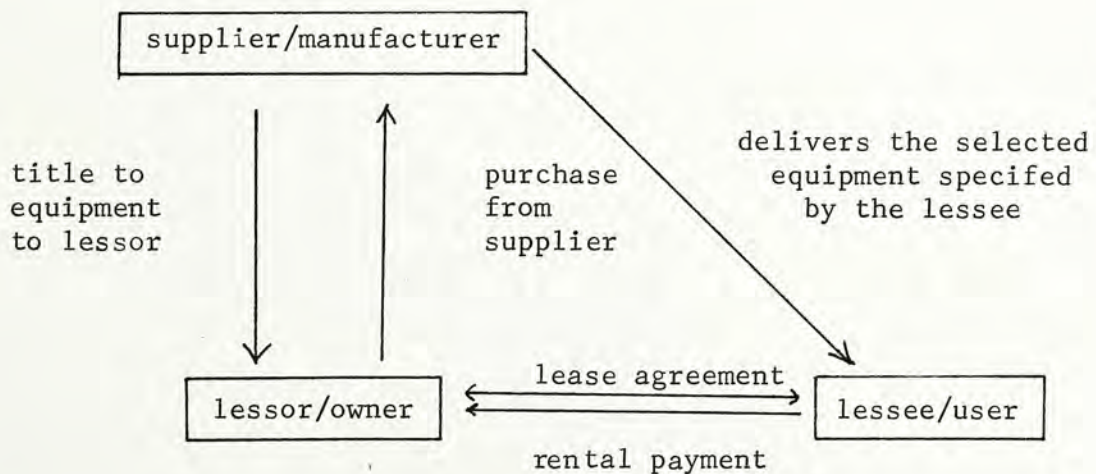 supplier/manufacturer
title to
equipment
to lessor
purchase
from
supplier
delivers the selected
equipment specifed
by the lessee
lease agreement
lessor/owner
lessee/user
rental payment